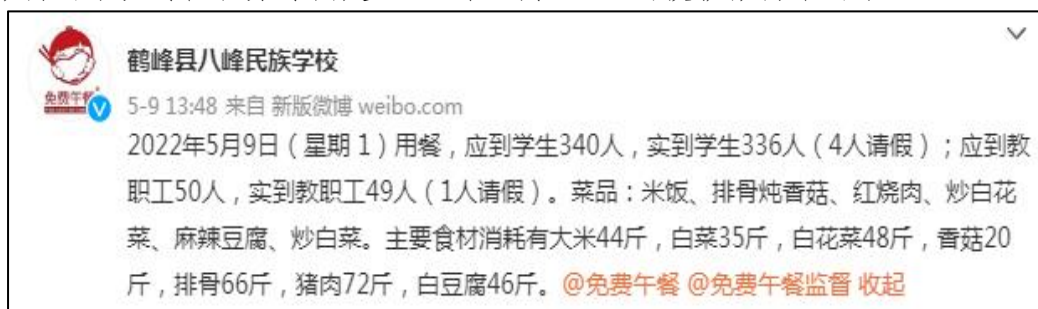 鹤峰县八峰民族学校
免费午餐
5-9 13:48 来自 新版微博 weibo.com
2022年5月9日（星期 1）用餐，应到学生340人，实到学生336人（4人请假）；应到教
职工50人，实到教职工49人（1人请假）。菜品：米饭、排骨炖香菇、红烧肉、炒白花
菜、麻辣豆腐、炒白菜。主要食材消耗有大米44斤，白菜35斤，白花菜48斤，香菇20
斤，排骨66斤，猪肉72斤，白豆腐46斤。@免费午餐 @免费午餐监督 收起